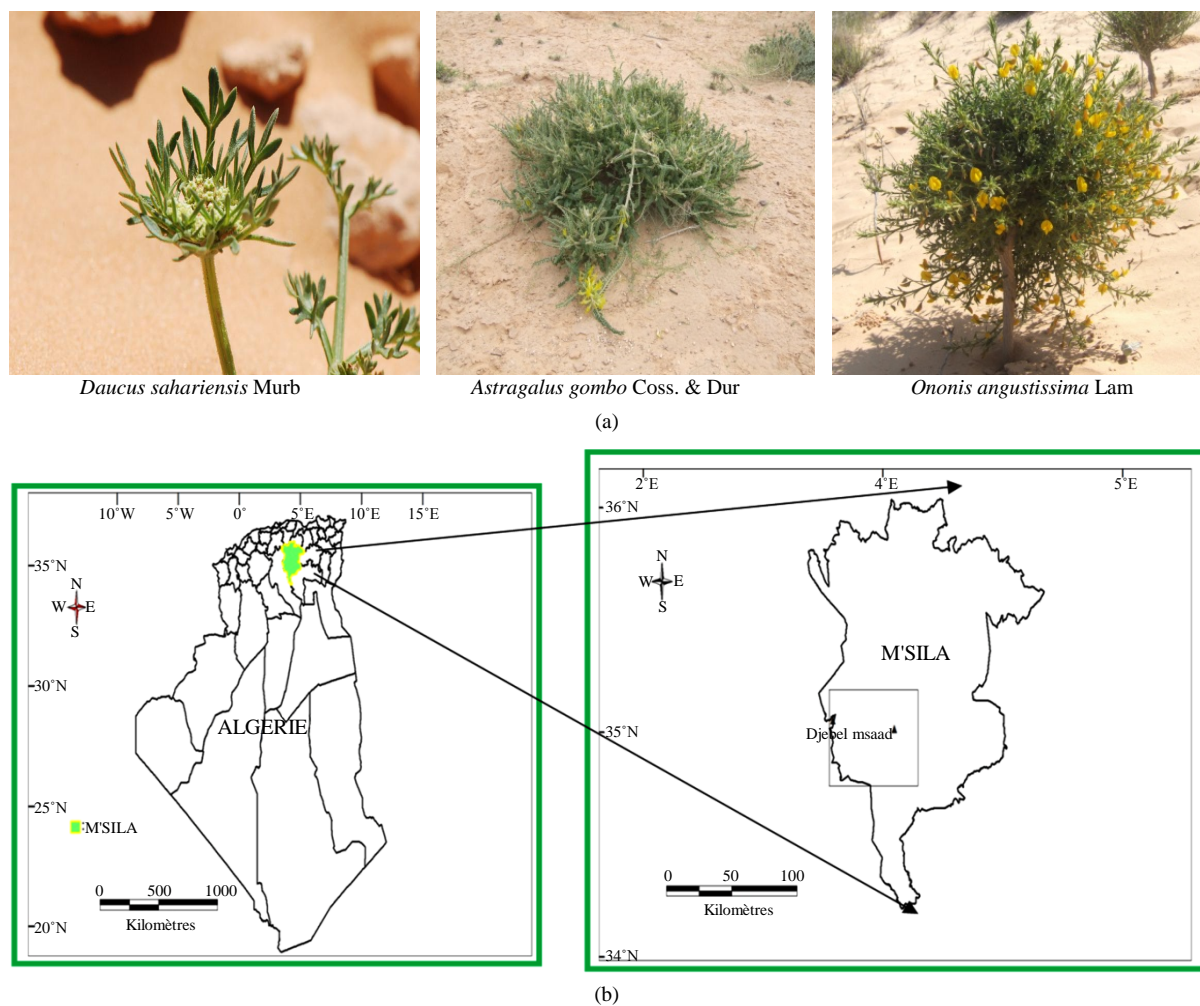 Daucus sahariensis Murb
Astragalus gombo Coss. & Dur
Ononis angustissima Lam
(a)
10°W 5°W 0° 5°E 10°E 15°E
35°N
N
W E
S
30°N
ALGERIE
25°N
M'SILA
0 500 1000
Kilomètres
20°N
2°E 4°E 5°E
36°N
N
W E
S
M'SILA
Djebel msaad
35°N
0 50 100
Kilomètres
34°N
(b)